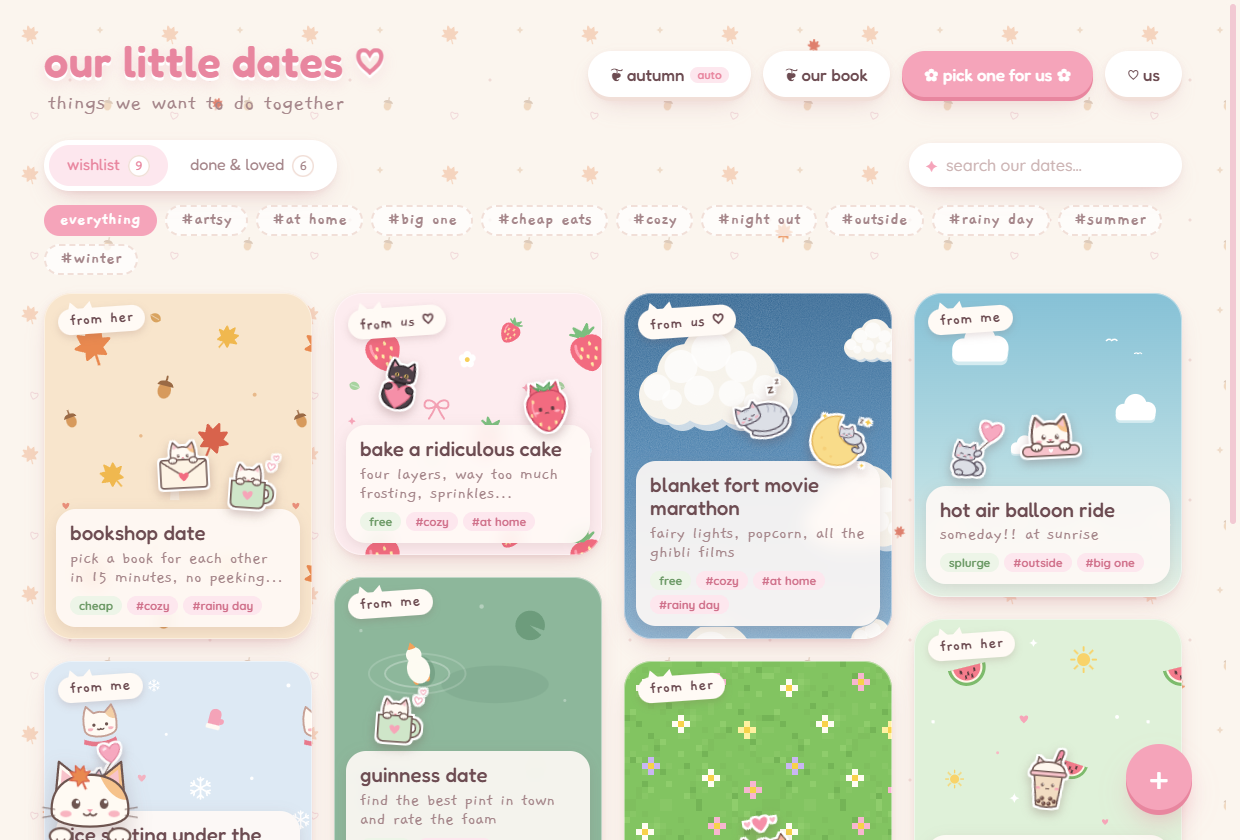 our little dates ♡
things we want to do together
❦ autumn auto
❦ our book
✿ pick one for us ✿
♡ us
wishlist 9
done & loved 6
✦ search our dates...
everything
#artsy
#at home
#big one
#cheap eats
#cozy
#night out
#outside
#rainy day
#summer
#winter
from her
bookshop date
pick a book for each other
in 15 minutes, no peeking...
cheap #cozy #rainy day
from us ♡
bake a ridiculous cake
four layers, way too much
frosting, sprinkles...
free #cozy #at home
from us ♡
z z z
blanket fort movie
marathon
fairy lights, popcorn, all the
ghibli films
free #cozy #at home
#rainy day
from me
hot air balloon ride
someday!! at sunrise
splurge #outside #big one
from me
under the
from me
guinness date
find the best pint in town
and rate the foam
from her
from her
+